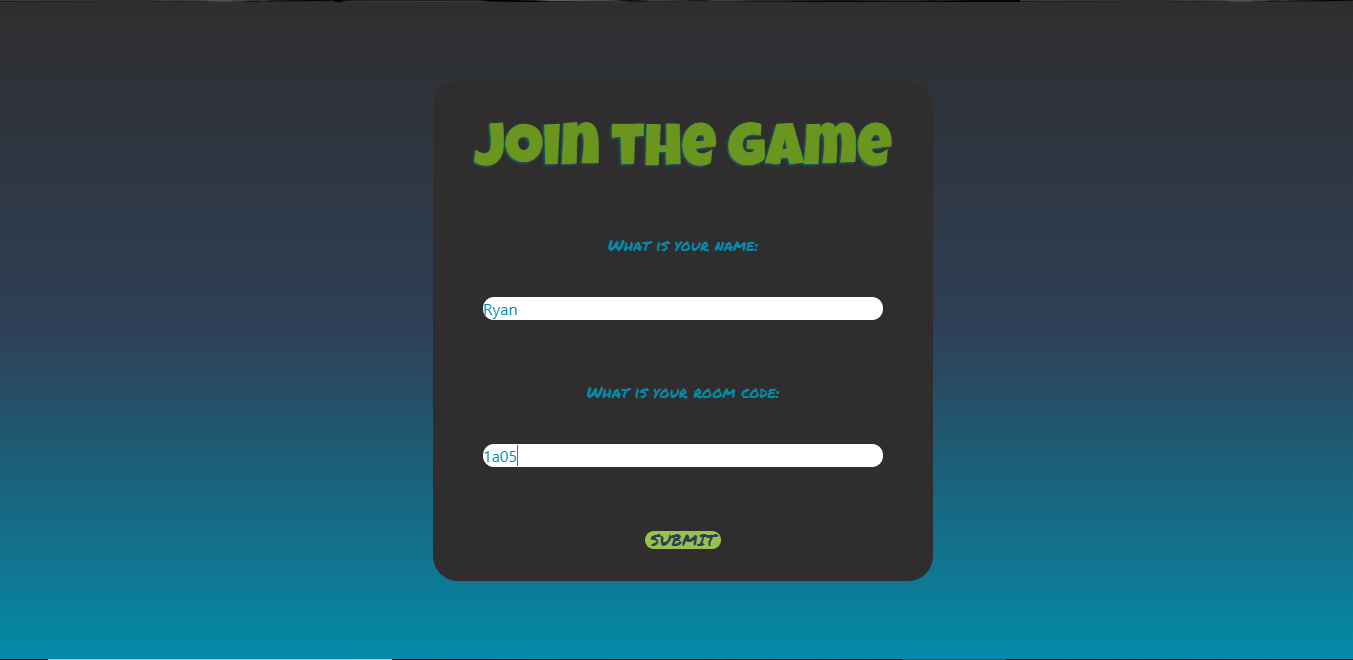 Join The Game
What is your name:
Ryan
What is your room code:
1a05
SUBMIT